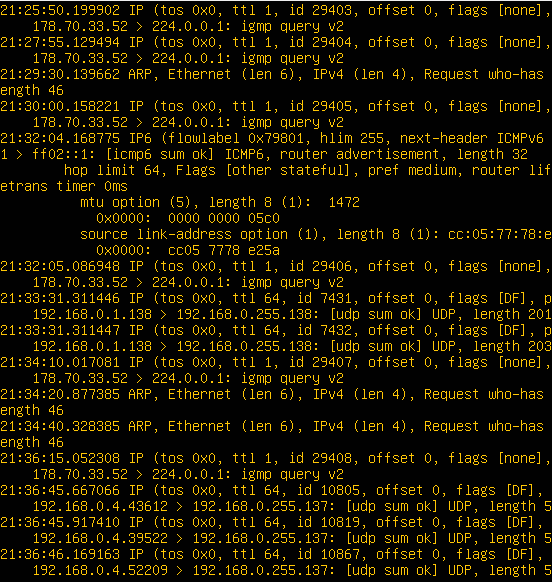 21:25:50.199902 IP (tos 0x0, ttl 1, id 29403, offset 0, flags [none],
178.70.33.52 > 224.0.0.1: igmp query v2
21:27:55.129494 IP (tos 0x0, ttl 1, id 29404, offset 0, flags [none],
178.70.33.52 > 224.0.0.1: igmp query v2
21:29:30.139662 ARP, Ethernet (len 6), IPv4 (len 4), Request who-has
ength 46
21:30:00.158221 IP (tos 0x0, ttl 1, id 29405, offset 0, flags [none],
178.70.33.52 > 224.0.0.1: igmp query v2
21:32:04.168775 IP6 (flowlabel 0x79801, hlim 255, next-header ICMPv6
1 > ff02::1: [icmp6 sum ok] ICMP6, router advertisement, length 32
hop limit 64, Flags [other stateful], pref medium, router lif
etrans timer 0ms
mtu option (5), length 8 (1):  1472
0x0000:  0000 0000 05c0
source link-address option (1), length 8 (1): cc:05:77:78:e
0x0000:  cc05 7778 e25a
21:32:05.086948 IP (tos 0x0, ttl 1, id 29406, offset 0, flags [none],
178.70.33.52 > 224.0.0.1: igmp query v2
21:33:31.311446 IP (tos 0x0, ttl 64, id 7431, offset 0, flags [DF], p
192.168.0.1.138 > 192.168.0.255.138: [udp sum ok] UDP, length 201
21:33:31.311447 IP (tos 0x0, ttl 64, id 7432, offset 0, flags [DF], p
192.168.0.1.138 > 192.168.0.255.138: [udp sum ok] UDP, length 203
21:34:10.017081 IP (tos 0x0, ttl 1, id 29407, offset 0, flags [none],
178.70.33.52 > 224.0.0.1: igmp query v2
21:34:20.877385 ARP, Ethernet (len 6), IPv4 (len 4), Request who-has
ength 46
21:34:40.328385 ARP, Ethernet (len 6), IPv4 (len 4), Request who-has
ength 46
21:36:15.052308 IP (tos 0x0, ttl 1, id 29408, offset 0, flags [none],
178.70.33.52 > 224.0.0.1: igmp query v2
21:36:45.667066 IP (tos 0x0, ttl 64, id 10805, offset 0, flags [DF],
192.168.0.4.43612 > 192.168.0.255.137: [udp sum ok] UDP, length 5
21:36:45.917410 IP (tos 0x0, ttl 64, id 10819, offset 0, flags [DF],
192.168.0.4.39522 > 192.168.0.255.137: [udp sum ok] UDP, length 5
21:36:46.169163 IP (tos 0x0, ttl 64, id 10867, offset 0, flags [DF],
192.168.0.4.52209 > 192.168.0.255.137: [udp sum ok] UDP, length 5